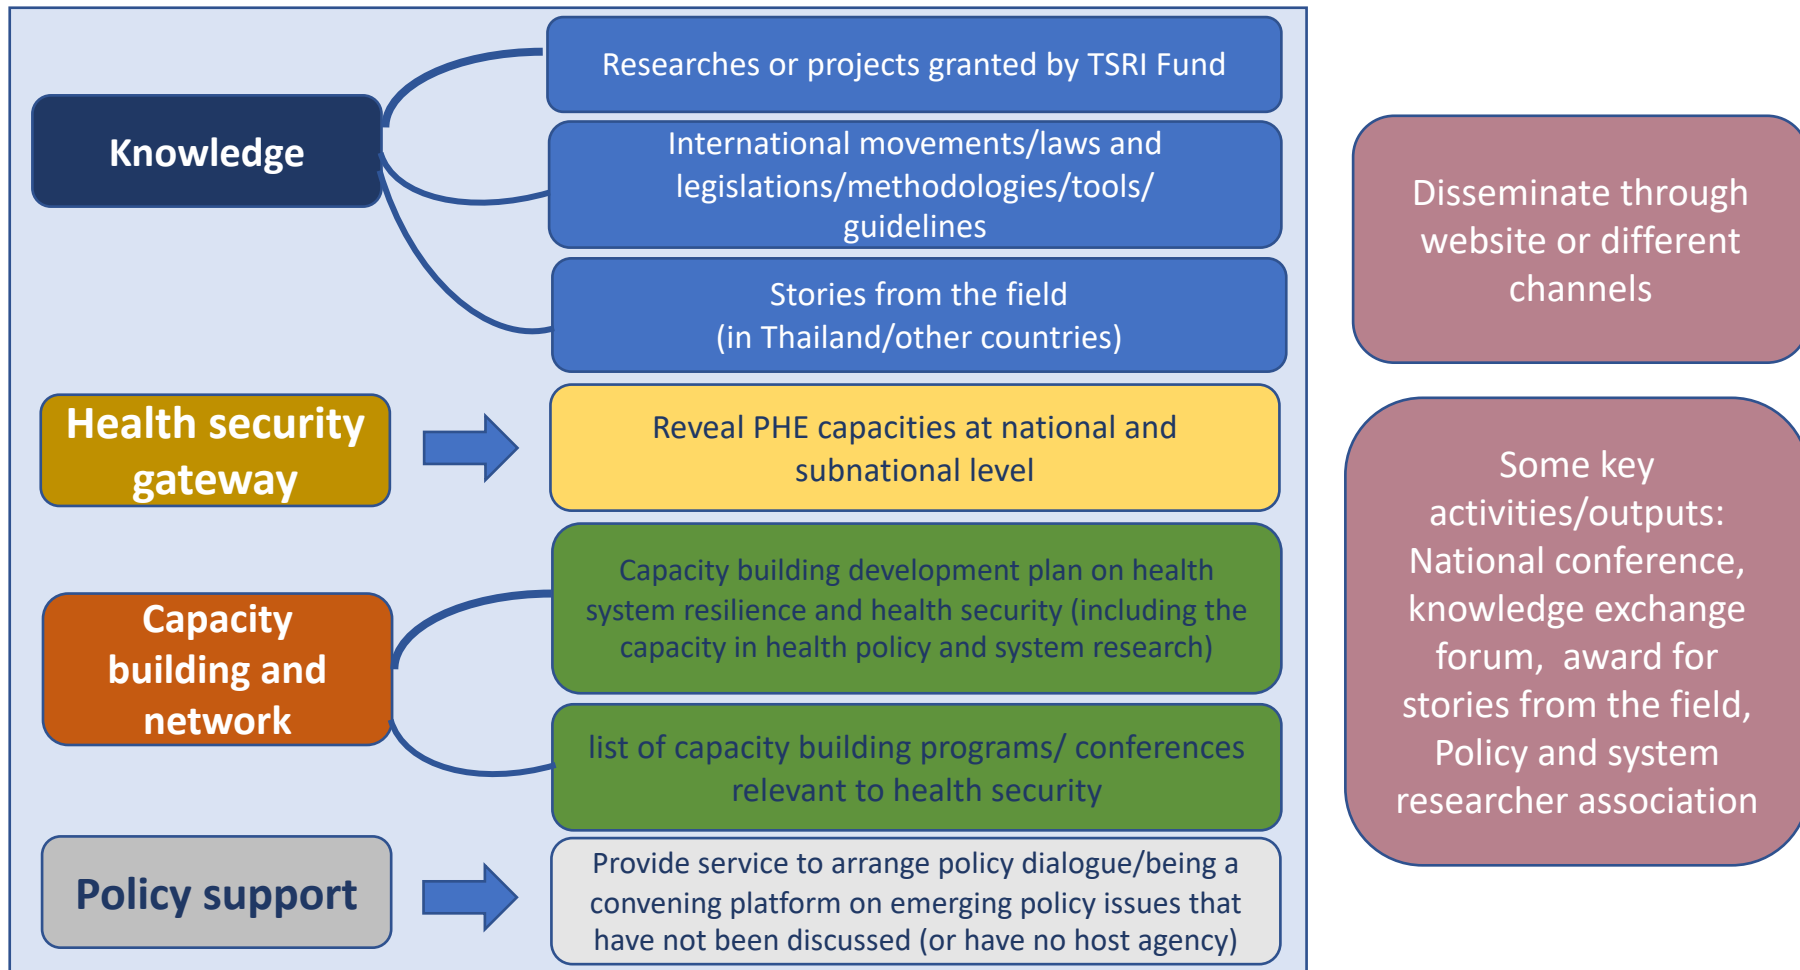 Knowledge
Researches or projects granted by TSRI Fund
International movements/laws and
legislations/methodologies/tools/
guidelines
Stories from the field
(in Thailand/other countries)
Health security
gateway
Reveal PHE capacities at national and
subnational level
Capacity
building and
network
Capacity building development plan on health
system resilience and health security (including the
capacity in health policy and system research)
list of capacity building programs/ conferences
relevant to health security
Policy support
Provide service to arrange policy dialogue/being a
convening platform on emerging policy issues that
have not been discussed (or have no host agency)
Disseminate through
website or different
channels
Some key
activities/outputs:
National conference,
knowledge exchange
forum,  award for
stories from the field,
Policy and system
researcher association